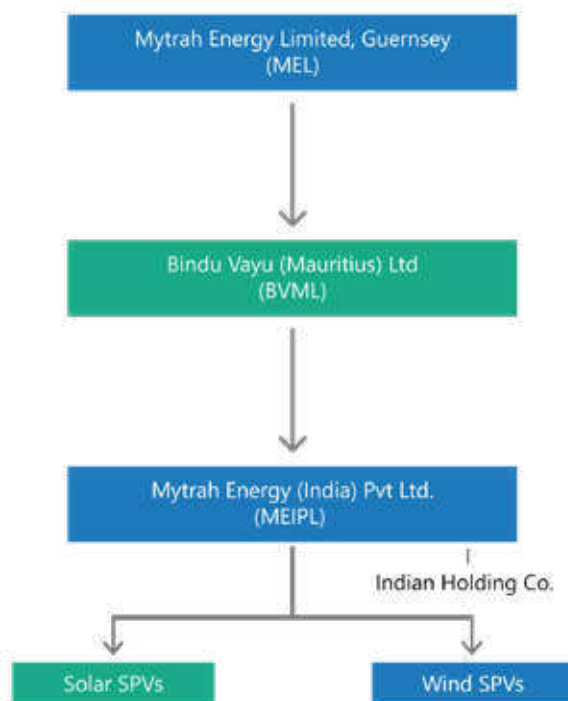 Mytrah Energy Limited, Guernsey
(MEL)
Bindu Vayu (Mauritius) Ltd
(BVML)
Mytrah Energy (India) Pvt Ltd.
(MEIPL)
Indian Holding Co.
Solar SPVs
Wind SPVs